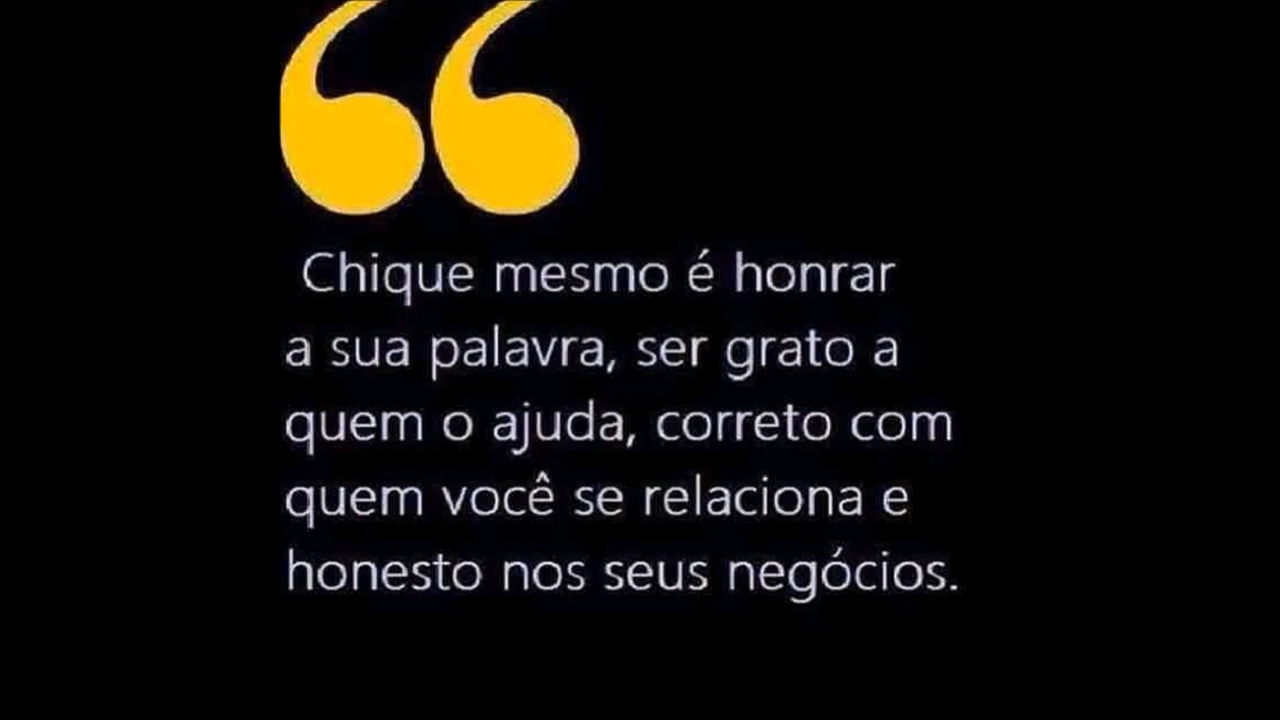 Chique mesmo é honrar
a sua palavra, ser grato a
quem o ajuda, correto com
quem você se relaciona e
honesto nos seus negócios.